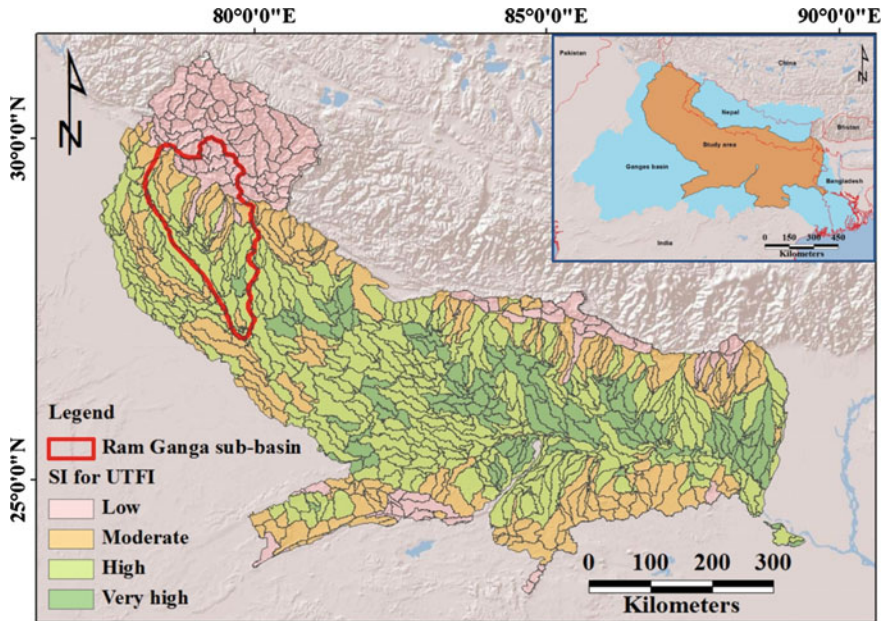 80°0'0"E
85°0'0"E
90°0'0"E
30°0'0"N
25°0'0"N
N
Pakistan
China
N
Nepal
Bhutan
Study area
Ganges basin
Bangladesh
India
0 150 300 450
Kilometers
Legend
Ram Ganga sub-basin
SI for UTFI
Low
Moderate
High
Very high
0 100 200 300
Kilometers